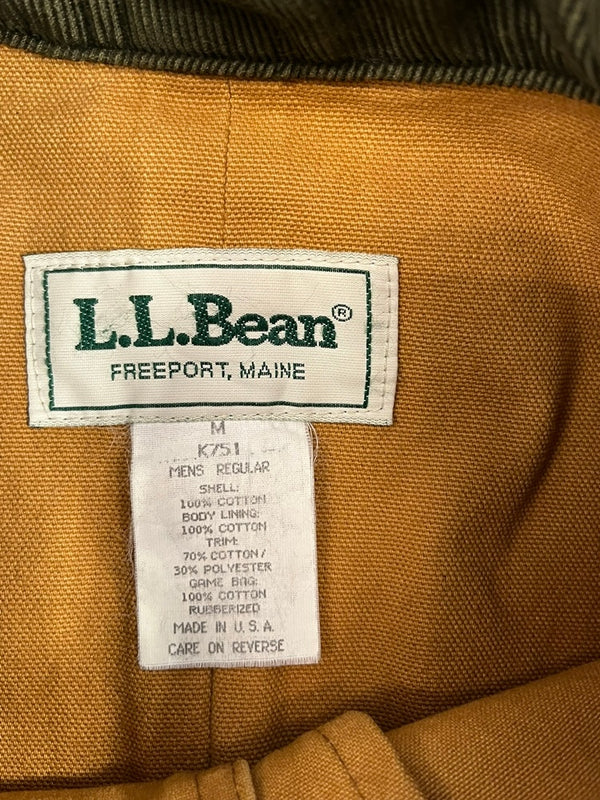 L.L.Bean®
FREEPORT, MAINE
M
K751
MENS REGULAR
SHELL:
100% COTTON
BODY LINING:
100% COTTON
TRIM:
70% COTTON/
30% POLYESTER
GAME BAG:
100% COTTON
RUBBERIZED
MADE IN U.S.A.
CARE ON REVERSE